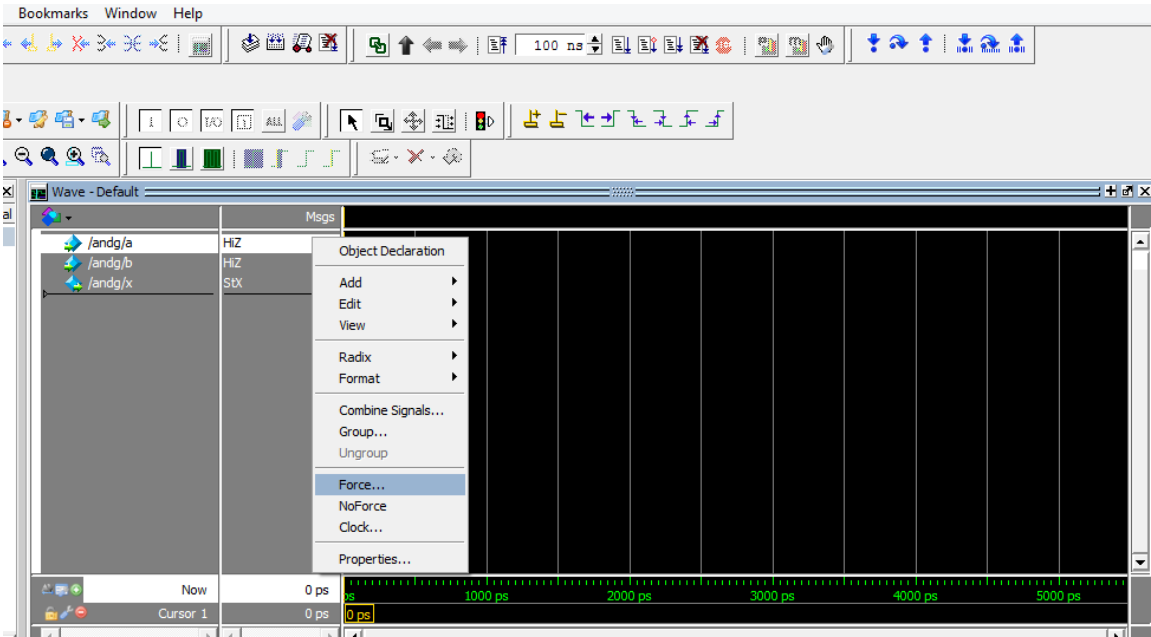 Bookmarks Window Help
100 ns
I/O ALL
Wave - Default
al
Msgs
/andg/a HiZ
/andg/b HiZ
/andg/x StX
Object Declaration
Add
Edit
View
Radix
Format
Combine Signals...
Group...
Ungroup
Force...
NoForce
Clock...
Properties...
Now 0 ps ps 1000 ps 2000 ps 3000 ps 4000 ps 5000 ps
Cursor 1 0 ps 0 ps